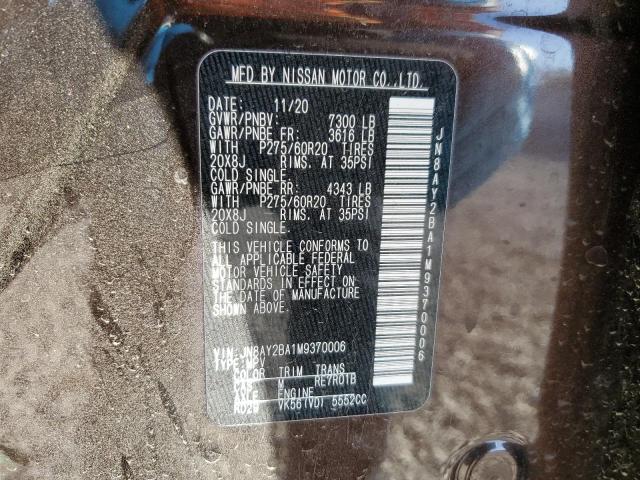 MFD BY NISSAN MOTOR CO.,LTD.
DATE: 11/20
GVWR/PNBV: 7300 LB
GAWR/PNBE FR: 3616 LB
WITH P275/60R20 TIRES
20X8J RIMS. AT 35PSI
COLD SINGLE.
GAWR/PNBE RR: 4343 LB
WITH P275/60R20 TIRES
20X8J RIMS. AT 35PSI
COLD SINGLE.
THIS VEHICLE CONFORMS TO
ALL APPLICABLE FEDERAL
MOTOR VEHICLE SAFETY
STANDARDS IN EFFECT ON
THE DATE OF MANUFACTURE
SHOWN ABOVE.
VIN: JN8AY2BA1M9370006
TYPE: MPV
COLOR TRIM TRANS
M RE7R01B
AXLE ENGINE
VK56(VD) 5552CC
JN8AY2BA1M9370006